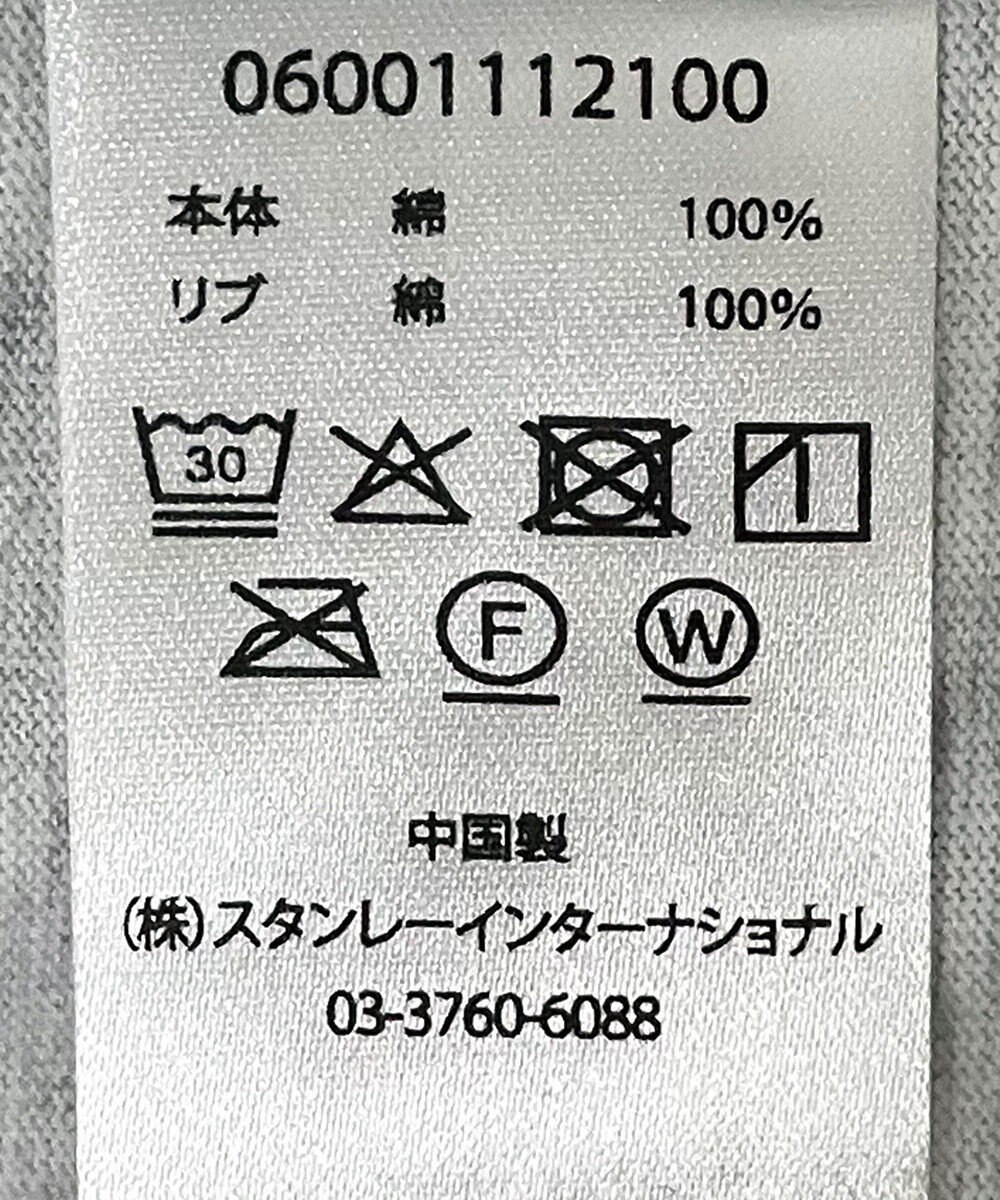 06001112100
本体 綿 100%
リブ 綿 100%
30
F W
中国製
(株)スタンレーインターナショナル
03-3760-6088